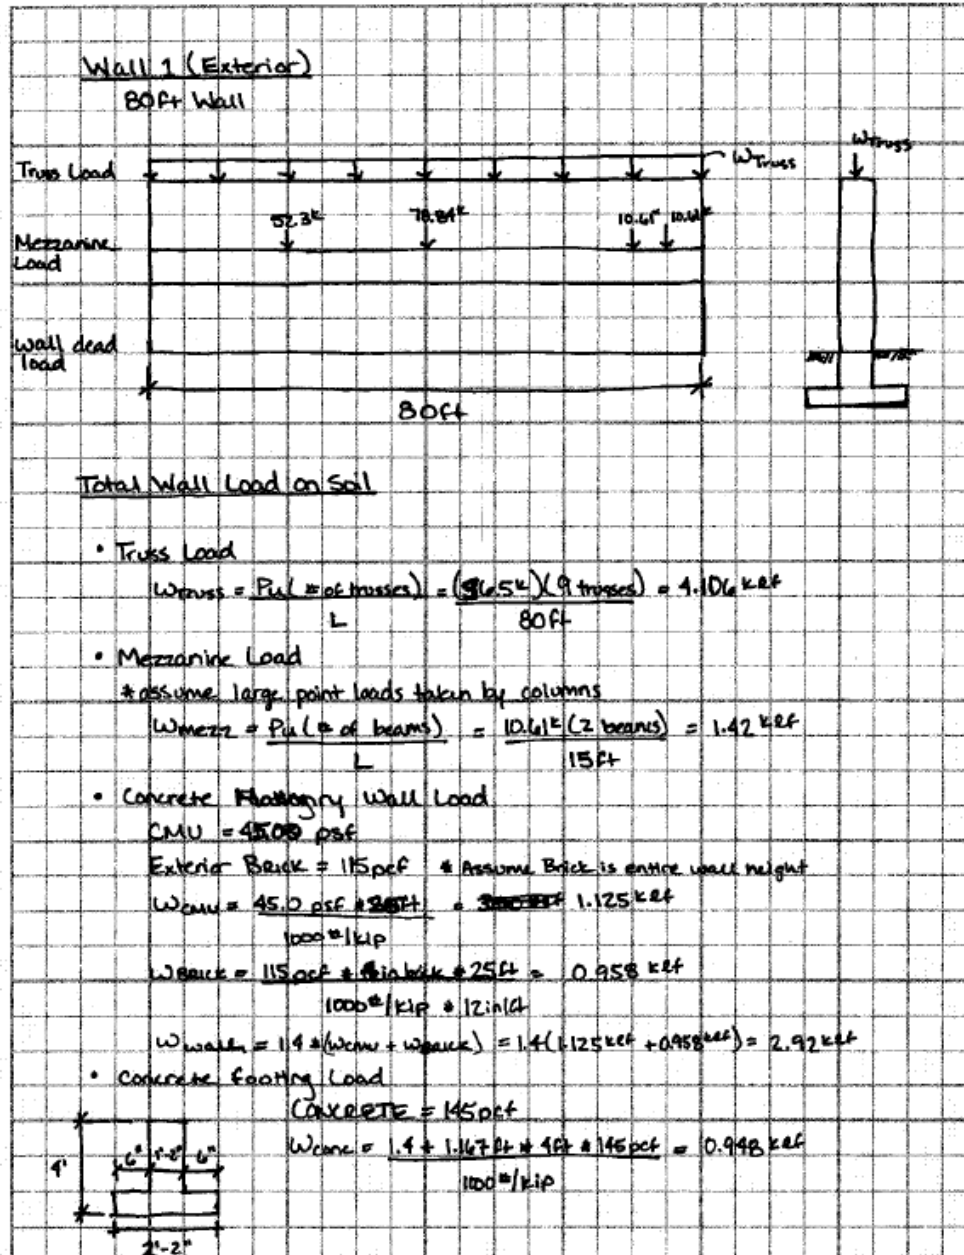 Wall 1 (Exterior)
80ft Wall
Truss Load
WTruss
WTruss
52.3k 78.84k 10.61k 10.61k
Mezzanine
Load
wall dead
load
80ft
Total Wall Load on Soil
• Truss Load
Wtruss = Pu(# of trusses) / L = (36.5k)(9 trusses) / 80ft = 4.106 klf
• Mezzanine Load
*assume large point loads taken by columns
Wmezz = Pu(# of beams) / L = 10.61k (2 beams) / 15ft = 1.42 klf
• Concrete Wall Load
CMU = 45.0 psf
Exterior Brick = 115pcf * Assume Brick is entire wall height
Wcmu = 45.0 psf * 25ft / 1000#/kip = 1.125 klf
WBrick = 115pcf * brick * 25ft / 1000#/kip * 12in/ft = 0.958 klf
Wwall = 1.4 * (Wcmu + WBrick) = 1.4(1.125klf + 0.958klf) = 2.92klf
• Concrete footing Load
CONCRETE = 145pcf
Wconc = 1.4 * 1.167ft * 4ft * 145pcf / 1000#/kip = 0.948 klf
4' 6" 1'-2" 6"
2'-2"